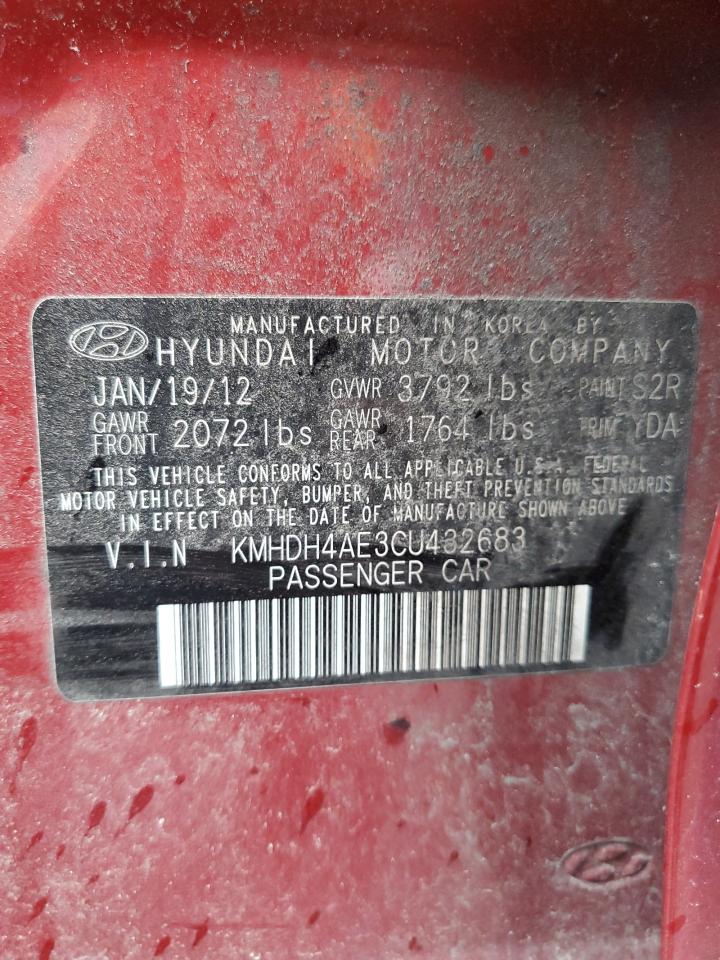 MANUFACTURED IN KOREA BY
HYUNDAI MOTOR COMPANY
JAN/19/12 GVWR 3792 lbs PAINT S2R
GAWR FRONT 2072 lbs GAWR REAR 1764 lbs TRIM YDA
THIS VEHICLE CONFORMS TO ALL APPLICABLE U.S.A. FEDERAL
MOTOR VEHICLE SAFETY, BUMPER, AND THEFT PREVENTION STANDARDS
IN EFFECT ON THE DATE OF MANUFACTURE SHOWN ABOVE
V.I.N KMHDH4AE3CU432683
PASSENGER CAR